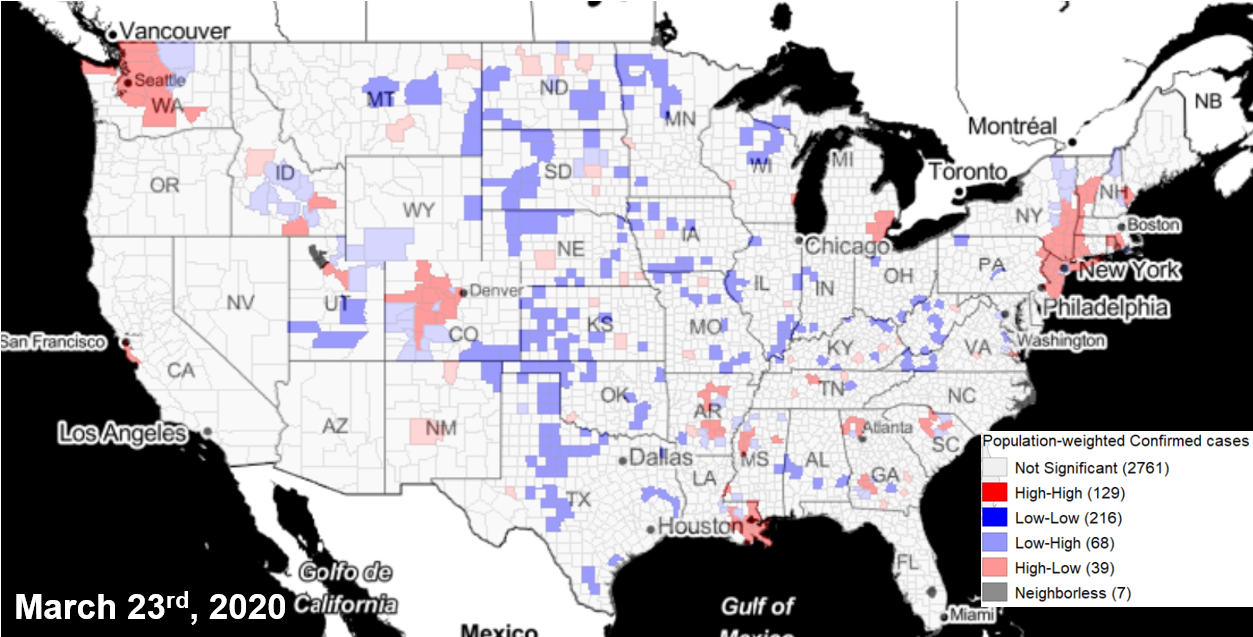 Vancouver
Seattle
WA
MT
ND
MN
Montréal
NB
OR
ID
SD
WI
MI
Toronto
NH
WY
NY
Boston
NE
IA
Chicago
NV
UT
Denver
CO
IL
IN
OH
PA
New York
Philadelphia
San Francisco
CA
KS
MO
KY
VA
Washington
Los Angeles
AZ
NM
OK
AR
TN
NC
Atlanta
SC
Dallas
LA
MS
AL
GA
TX
Houston
FL
Golfo de
California
Gulf of
Mexico
Mexico
Miami
March 23rd, 2020
Population-weighted Confirmed cases
Not Significant (2761)
High-High (129)
Low-Low (216)
Low-High (68)
High-Low (39)
Neighborless (7)